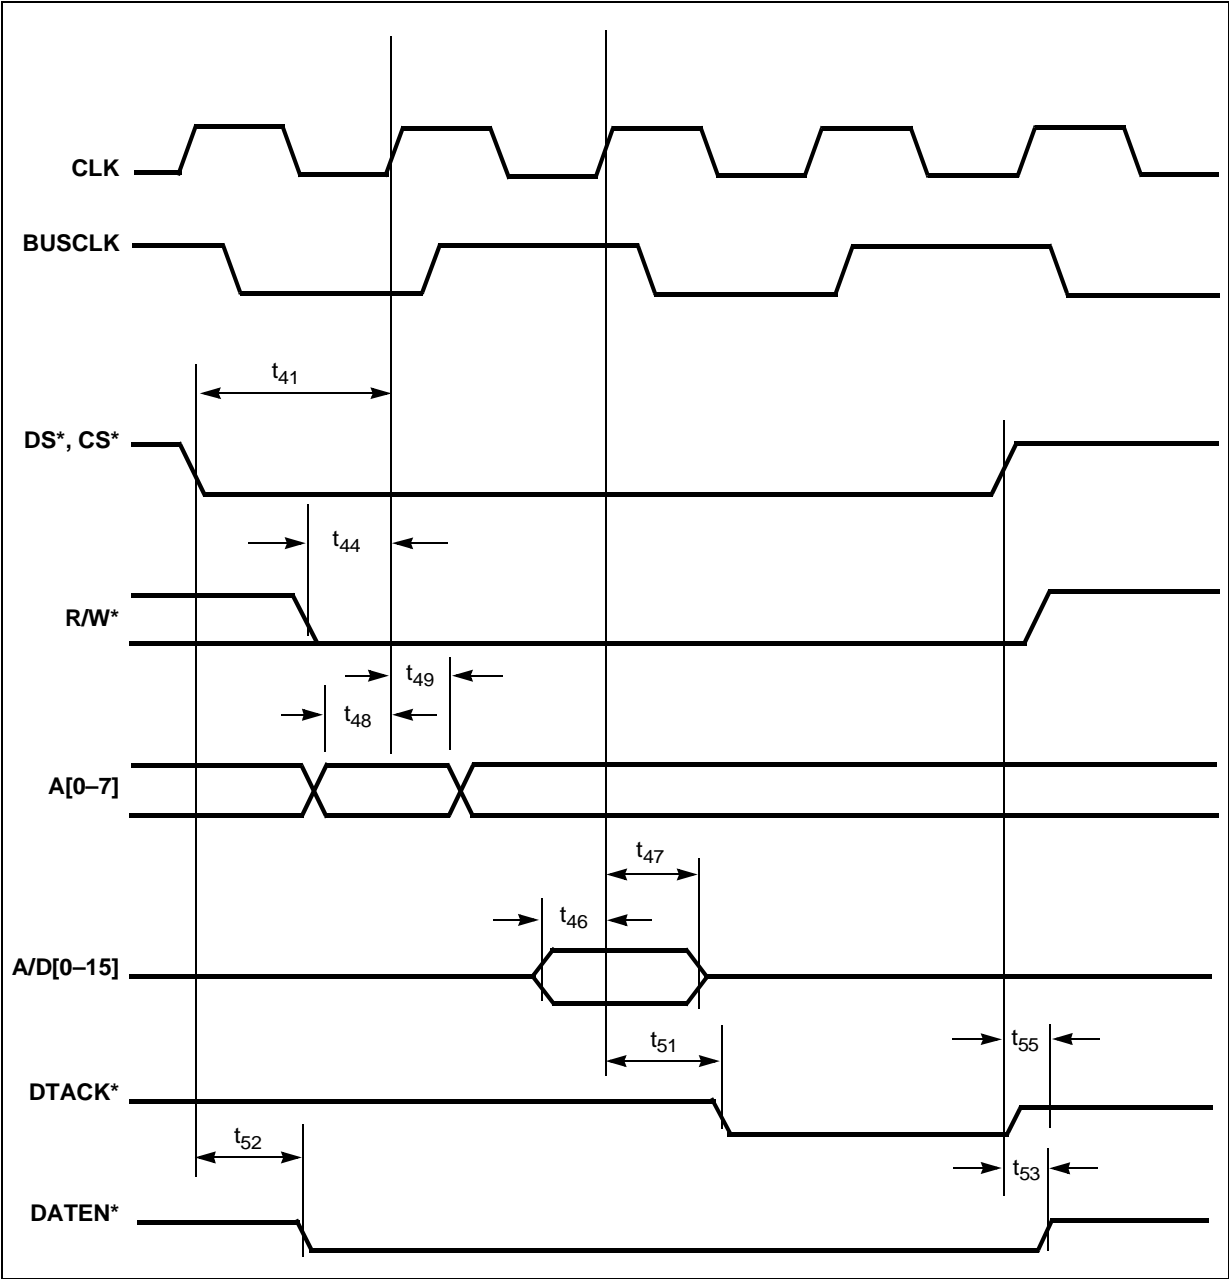 CLK
BUSCLK
t41
DS*, CS*
t44
R/W*
t49
t48
A[0–7]
t47
t46
A/D[0–15]
t55
t51
DTACK*
t52
t53
DATEN*